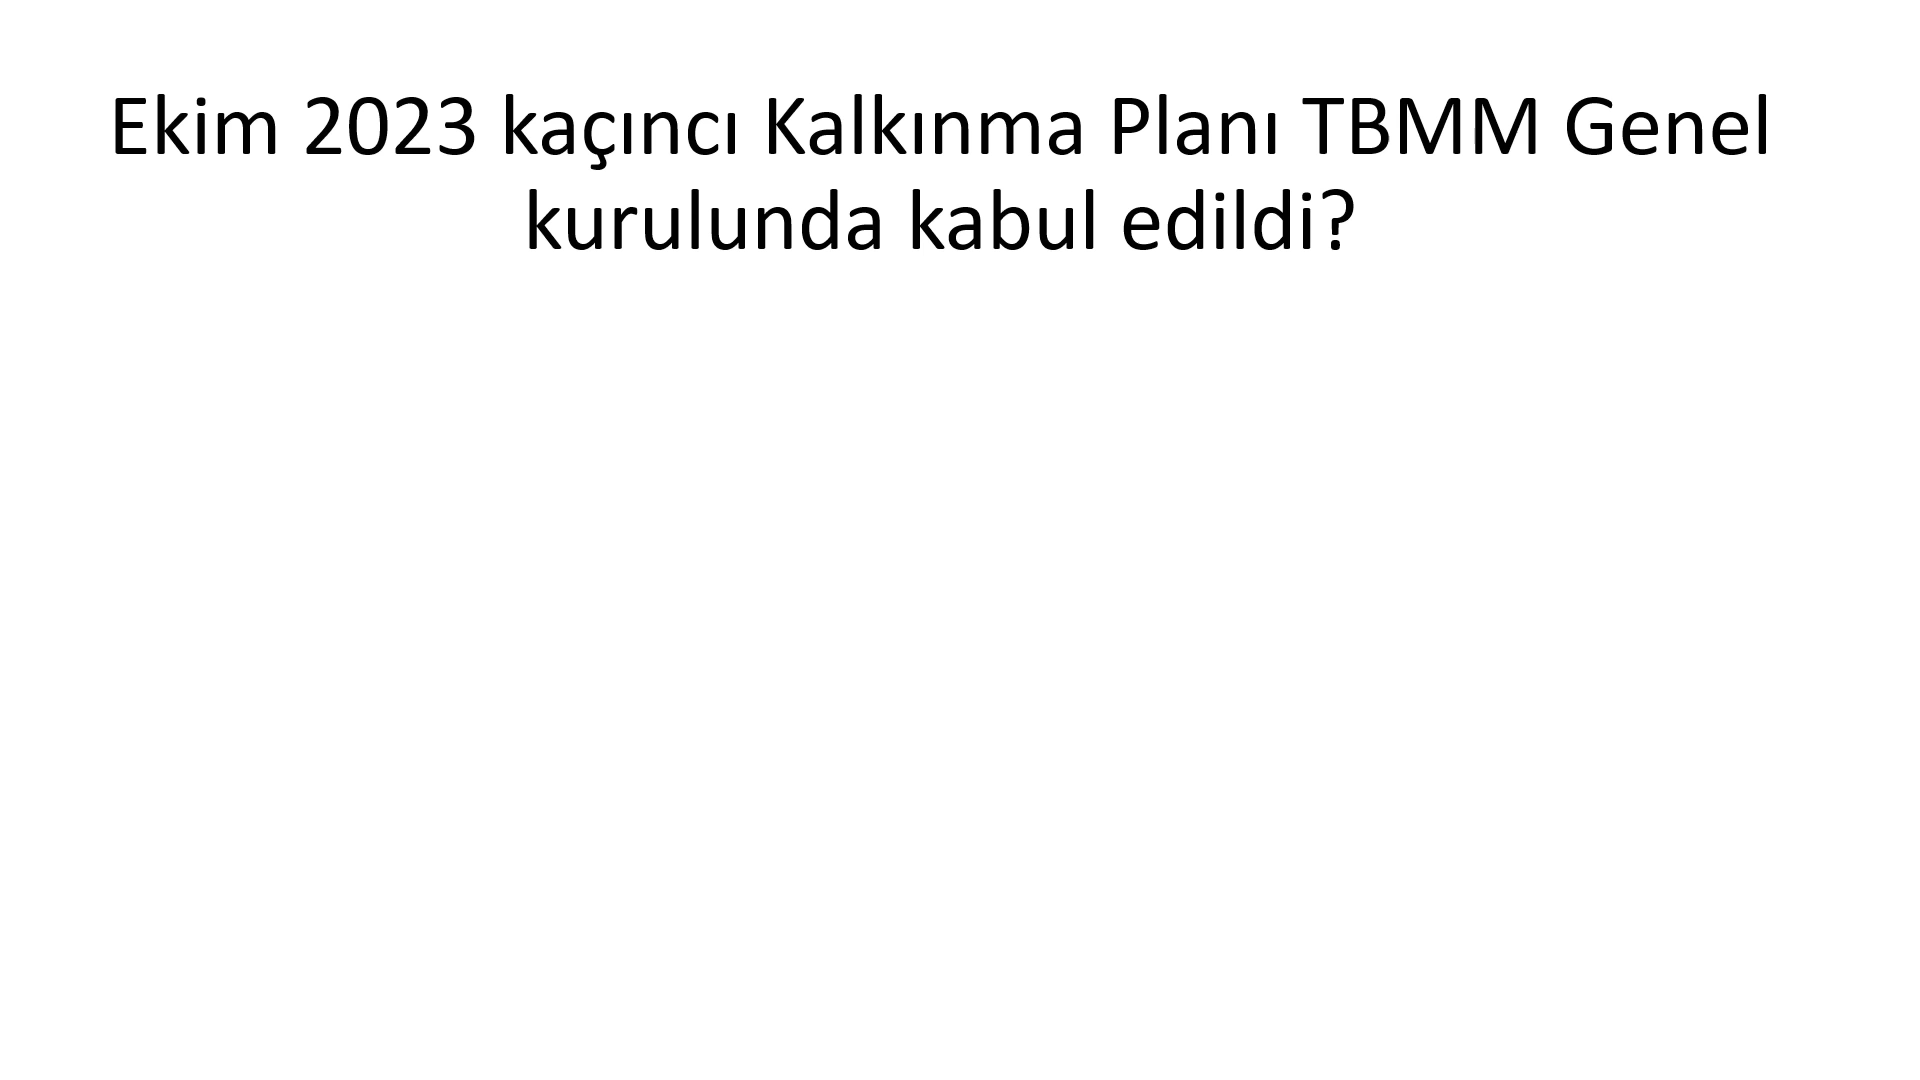 Ekim 2023 kaçıncı Kalkınma Planı TBMM Genel
kurulunda kabul edildi?